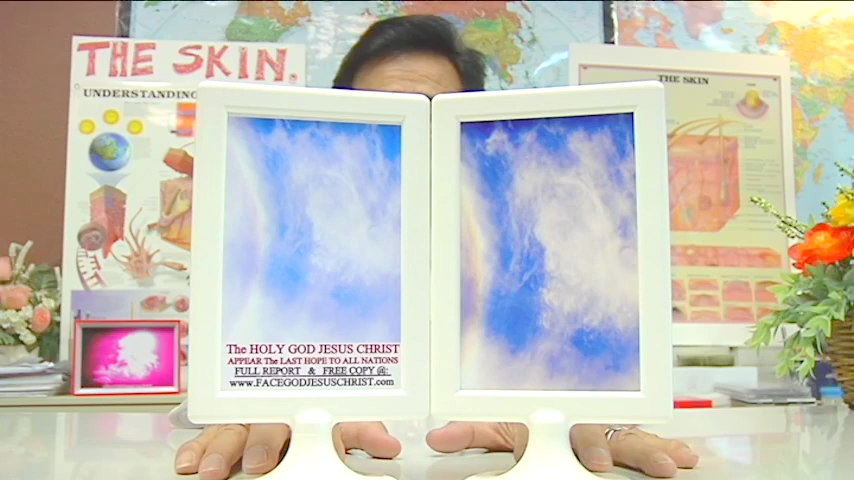 THE SKIN.
UNDERSTANDING
THE SKIN
The HOLY GOD JESUS CHRIST
APPEAR The LAST HOPE TO ALL NATIONS
FULL REPORT & FREE COPY @:
www.FACEGODJESUSCHRIST.com